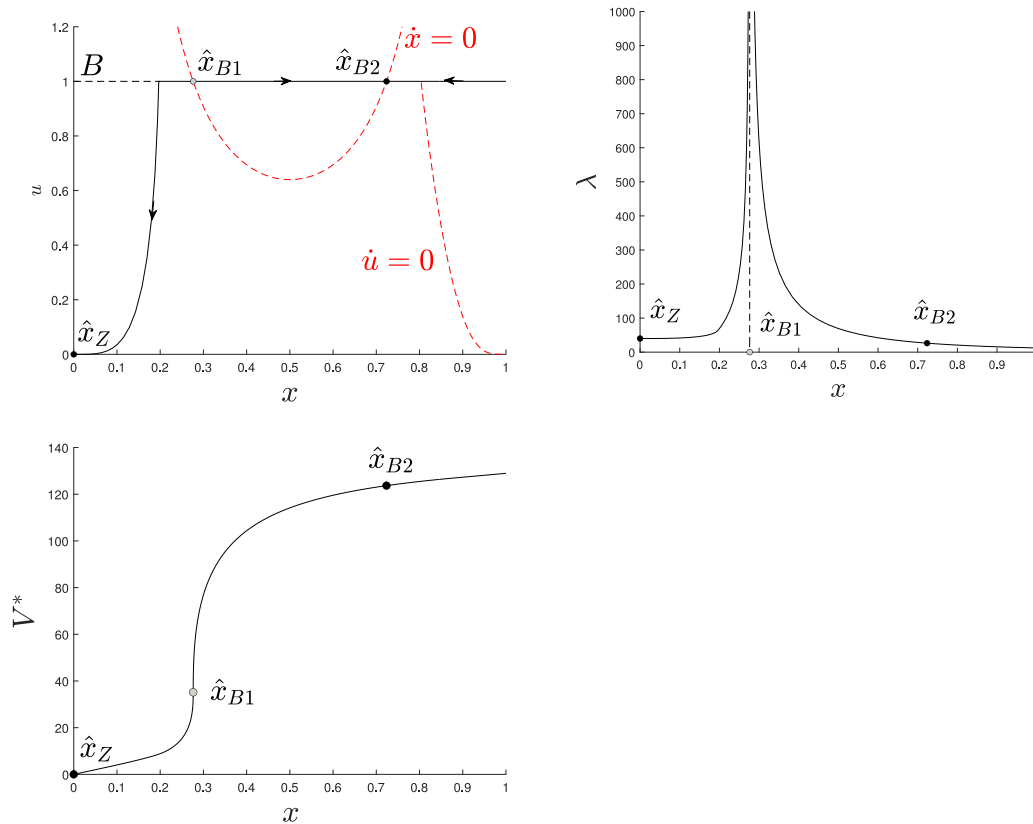 1.2
1
0.8
0.6
0.4
0.2
0
u
B
x̂_{B1}
x̂_{B2}
ẋ = 0
u̇ = 0
x̂_Z
0 0.1 0.2 0.3 0.4 0.5 0.6 0.7 0.8 0.9 1
x
1000
900
800
700
600
500
400
300
200
100
0
λ
x̂_Z
x̂_{B1}
x̂_{B2}
0 0.1 0.2 0.3 0.4 0.5 0.6 0.7 0.8 0.9
x
140
120
100
80
60
40
20
0
V*
x̂_{B2}
x̂_{B1}
x̂_Z
0 0.1 0.2 0.3 0.4 0.5 0.6 0.7 0.8 0.9 1
x